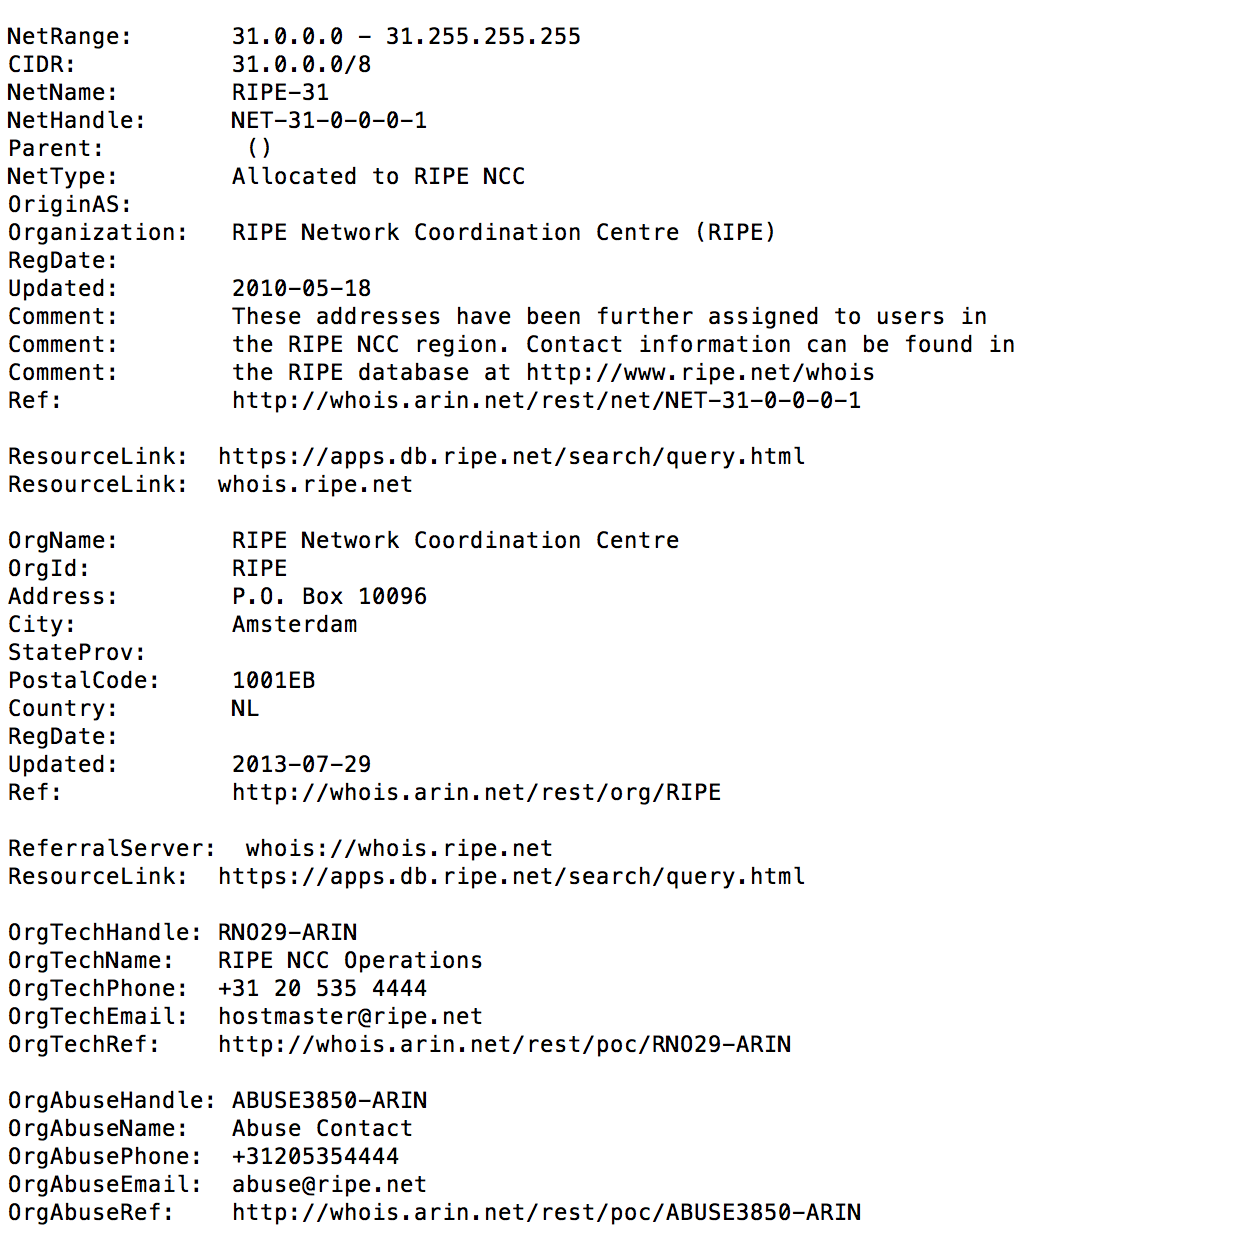 NetRange:       31.0.0.0 - 31.255.255.255
CIDR:           31.0.0.0/8
NetName:        RIPE-31
NetHandle:      NET-31-0-0-0-1
Parent:          ()
NetType:        Allocated to RIPE NCC
OriginAS:
Organization:   RIPE Network Coordination Centre (RIPE)
RegDate:
Updated:        2010-05-18
Comment:        These addresses have been further assigned to users in
Comment:        the RIPE NCC region. Contact information can be found in
Comment:        the RIPE database at http://www.ripe.net/whois
Ref:            http://whois.arin.net/rest/net/NET-31-0-0-0-1

ResourceLink:  https://apps.db.ripe.net/search/query.html
ResourceLink:  whois.ripe.net

OrgName:        RIPE Network Coordination Centre
OrgId:          RIPE
Address:        P.O. Box 10096
City:           Amsterdam
StateProv:
PostalCode:     1001EB
Country:        NL
RegDate:
Updated:        2013-07-29
Ref:            http://whois.arin.net/rest/org/RIPE

ReferralServer:  whois://whois.ripe.net
ResourceLink:  https://apps.db.ripe.net/search/query.html

OrgTechHandle: RNO29-ARIN
OrgTechName:   RIPE NCC Operations
OrgTechPhone:  +31 20 535 4444
OrgTechEmail:  hostmaster@ripe.net
OrgTechRef:    http://whois.arin.net/rest/poc/RNO29-ARIN

OrgAbuseHandle: ABUSE3850-ARIN
OrgAbuseName:   Abuse Contact
OrgAbusePhone:  +31205354444
OrgAbuseEmail:  abuse@ripe.net
OrgAbuseRef:    http://whois.arin.net/rest/poc/ABUSE3850-ARIN